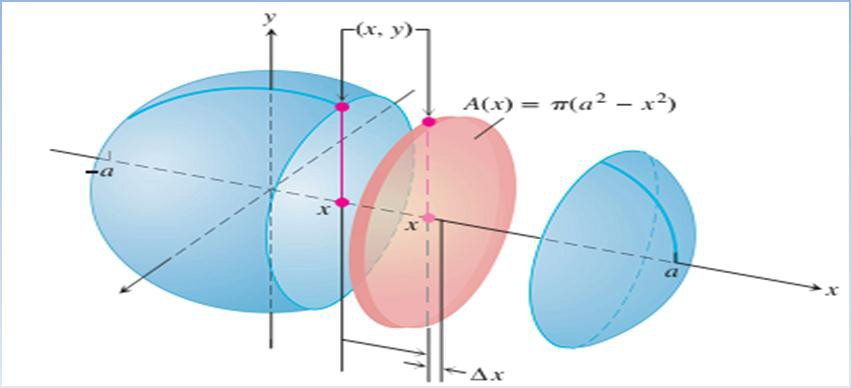 y
(x, y)
A(x) = π(a² − x²)
-a
x
x
a
x
Δx